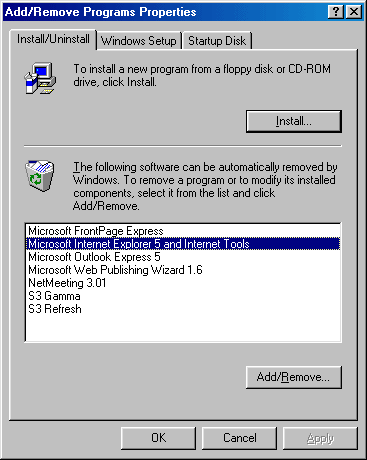 Add/Remove Programs Properties
Install/Uninstall Windows Setup Startup Disk
To install a new program from a floppy disk or CD-ROM
drive, click Install.
Install...
The following software can be automatically removed by
Windows. To remove a program or to modify its installed
components, select it from the list and click
Add/Remove.
Microsoft FrontPage Express
Microsoft Internet Explorer 5 and Internet Tools
Microsoft Outlook Express 5
Microsoft Web Publishing Wizard 1.6
NetMeeting 3.01
S3 Gamma
S3 Refresh
Add/Remove...
OK Cancel Apply